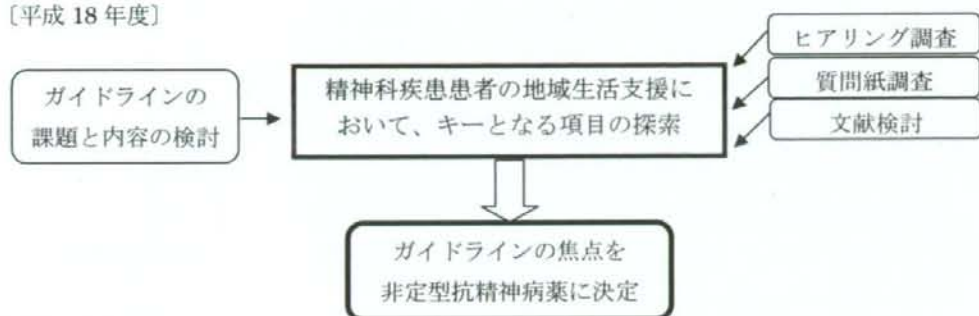 〔平成 18 年度〕
ガイドラインの
課題と内容の検討
精神科疾患患者の地域生活支援に
おいて、キーとなる項目の探索
ヒアリング調査
質問紙調査
文献検討
ガイドラインの焦点を
非定型抗精神病薬に決定